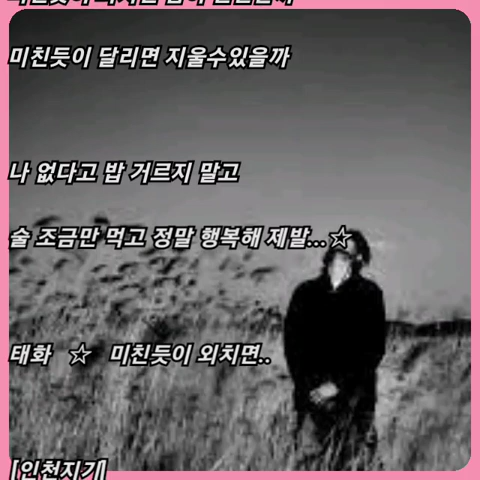 미친듯이 달리면 지울수있을까
나 없다고 밥 거르지 말고
술 조금만 먹고 정말 행복해 제발...☆
태화 ☆ 미친듯이 외치면..
[인천지기]